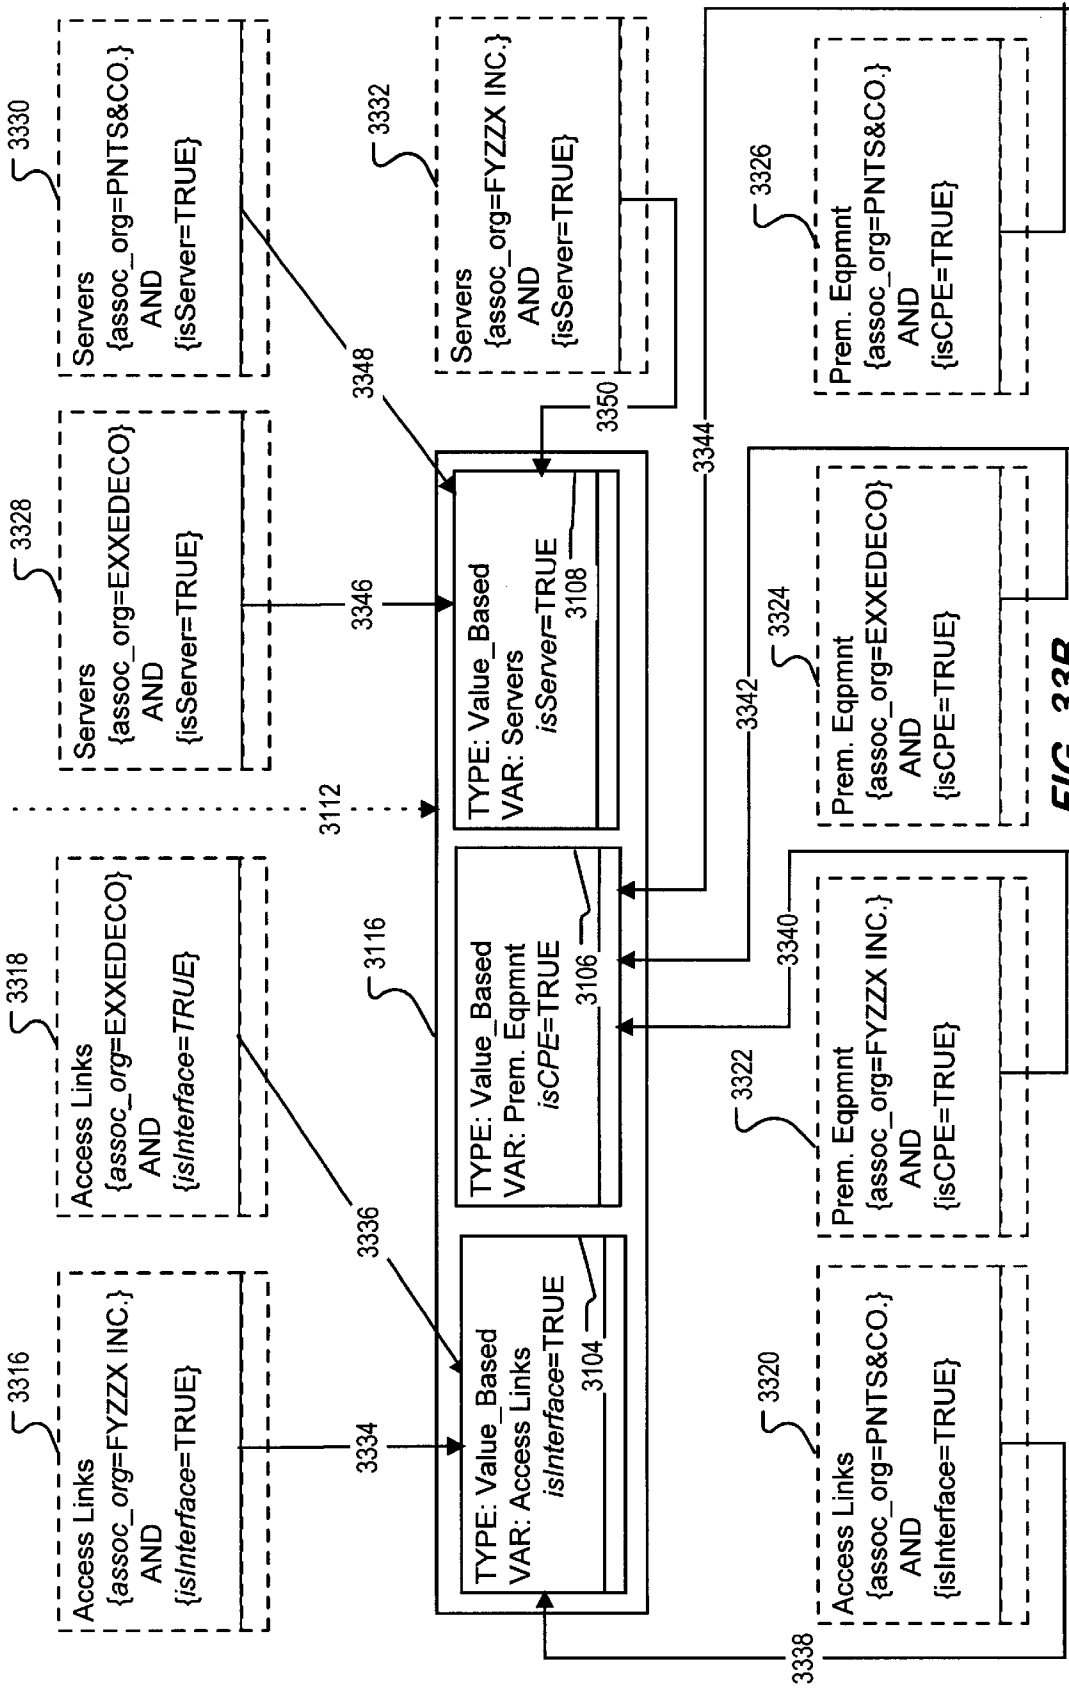 3316
Access Links
{assoc_org=FYZZX INC.}
AND
{isInterface=TRUE}
3318
Access Links
{assoc_org=EXXEDECO}
AND
{isInterface=TRUE}
3328
Servers
{assoc_org=EXXEDECO}
AND
{isServer=TRUE}
3330
Servers
{assoc_org=PNTS&CO.}
AND
{isServer=TRUE}
3334
3336
3116
3112
3346
3348
3332
Servers
{assoc_org=FYZZX INC.}
AND
{isServer=TRUE}
3350
TYPE: Value_Based
VAR: Access Links
isInterface=TRUE
3104
TYPE: Value_Based
VAR: Prem. Eqpmnt
isCPE=TRUE
3106
TYPE: Value_Based
VAR: Servers
isServer=TRUE
3108
3338
3340
3342
3344
3320
Access Links
{assoc_org=PNTS&CO.}
AND
{isInterface=TRUE}
3322
Prem. Eqpmnt
{assoc_org=FYZZX INC.}
AND
{isCPE=TRUE}
3324
Prem. Eqpmnt
{assoc_org=EXXEDECO}
AND
{isCPE=TRUE}
3326
Prem. Eqpmnt
{assoc_org=PNTS&CO.}
AND
{isCPE=TRUE}
FIG. 33B